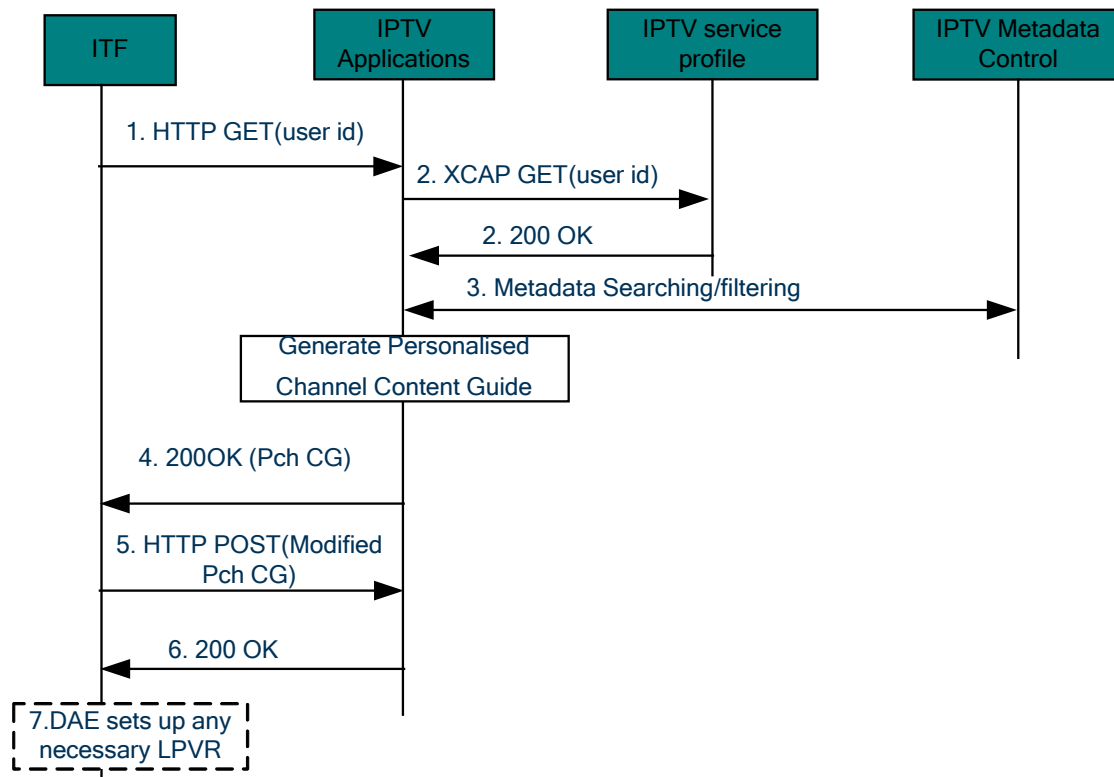 ITF
IPTV
Applications
IPTV service
profile
IPTV Metadata
Control
1. HTTP GET(user id)
2. XCAP GET(user id)
2. 200 OK
3. Metadata Searching/filtering
Generate Personalised
Channel Content Guide
4. 200OK (Pch CG)
5. HTTP POST(Modified
Pch CG)
6. 200 OK
7.DAE sets up any
necessary LPVR